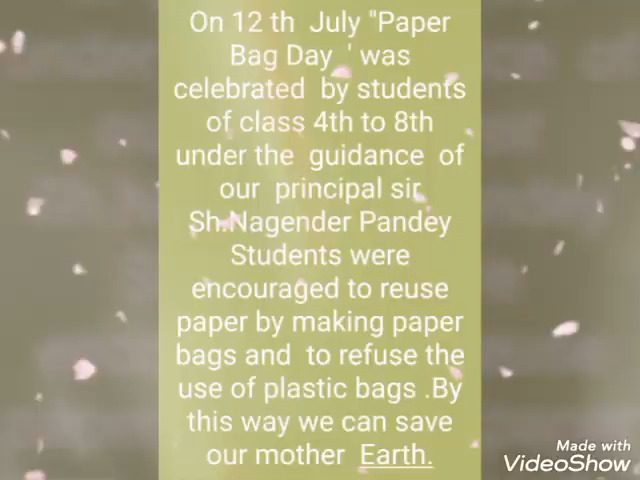 On 12 th July "Paper
Bag Day ' was
celebrated by students
of class 4th to 8th
under the guidance of
our principal sir
Sh.Nagender Pandey
Students were
encouraged to reuse
paper by making paper
bags and to refuse the
use of plastic bags .By
this way we can save
our mother Earth.
Made with
VideoShow